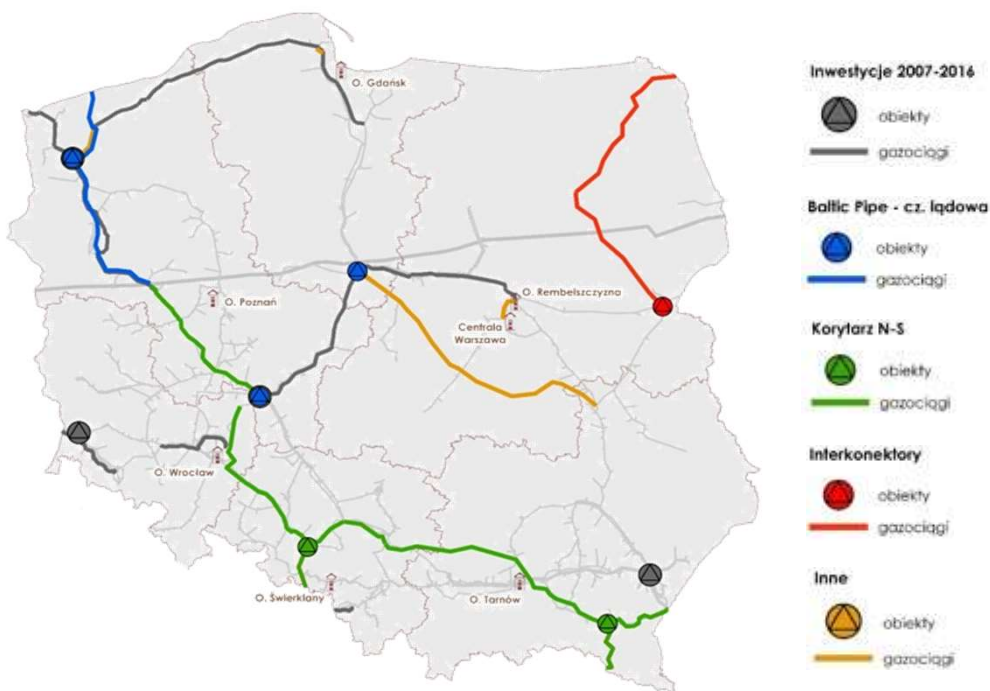 O. Gdańsk
O. Rembelszczyzna
O. Poznań
Centrala
Warszawa
O. Wrocław
O. Świerklany
O. Tarnów
Inwestycje 2007-2016
obiekty
gazociągi
Baltic Pipe - cz. lądowa
obiekty
gazociągi
Korytarz N-S
obiekty
gazociągi
Interkonektory
obiekty
gazociągi
Inne
obiekty
gazociągi